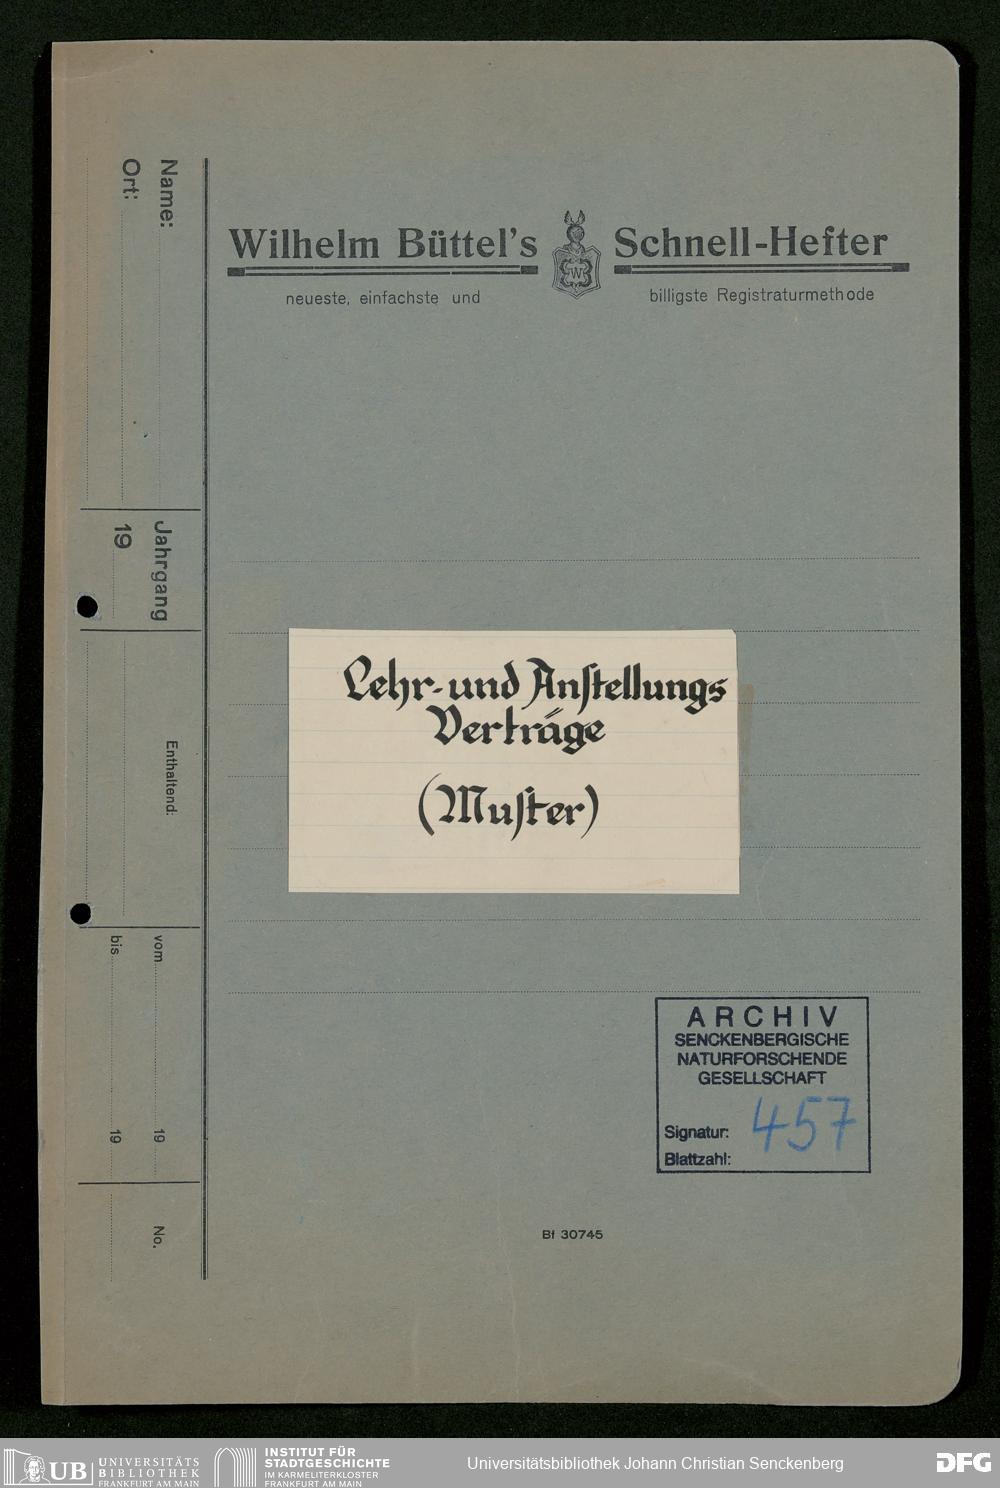 Name:
Ort:
Jahrgang
19
Enthaltend:
vom 19
bis 19
No.
Wilhelm Büttel's W Schnell-Hefter
neueste, einfachste und billigste Registraturmethode
Lehr- und Anstellungs
Verträge
(Muster)
ARCHIV
SENCKENBERGISCHE
NATURFORSCHENDE
GESELLSCHAFT
Signatur: 457
Blattzahl:
Bf 30745
UB
UNIVERSITÄTS
BIBLIOTHEK
FRANKFURT AM MAIN
INSTITUT FÜR
STADTGESCHICHTE
IM KARMELITERKLOSTER
FRANKFURT AM MAIN
Universitätsbibliothek Johann Christian Senckenberg
DFG